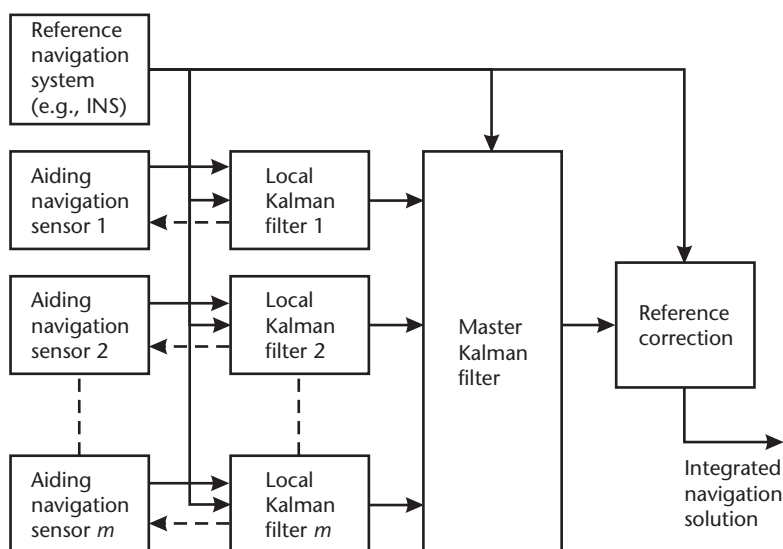 Reference
navigation
system
(e.g., INS)
Aiding
navigation
sensor 1
Local
Kalman
filter 1
Aiding
navigation
sensor 2
Local
Kalman
filter 2
Master
Kalman
filter
Reference
correction
Aiding
navigation
sensor m
Local
Kalman
filter m
Integrated
navigation
solution